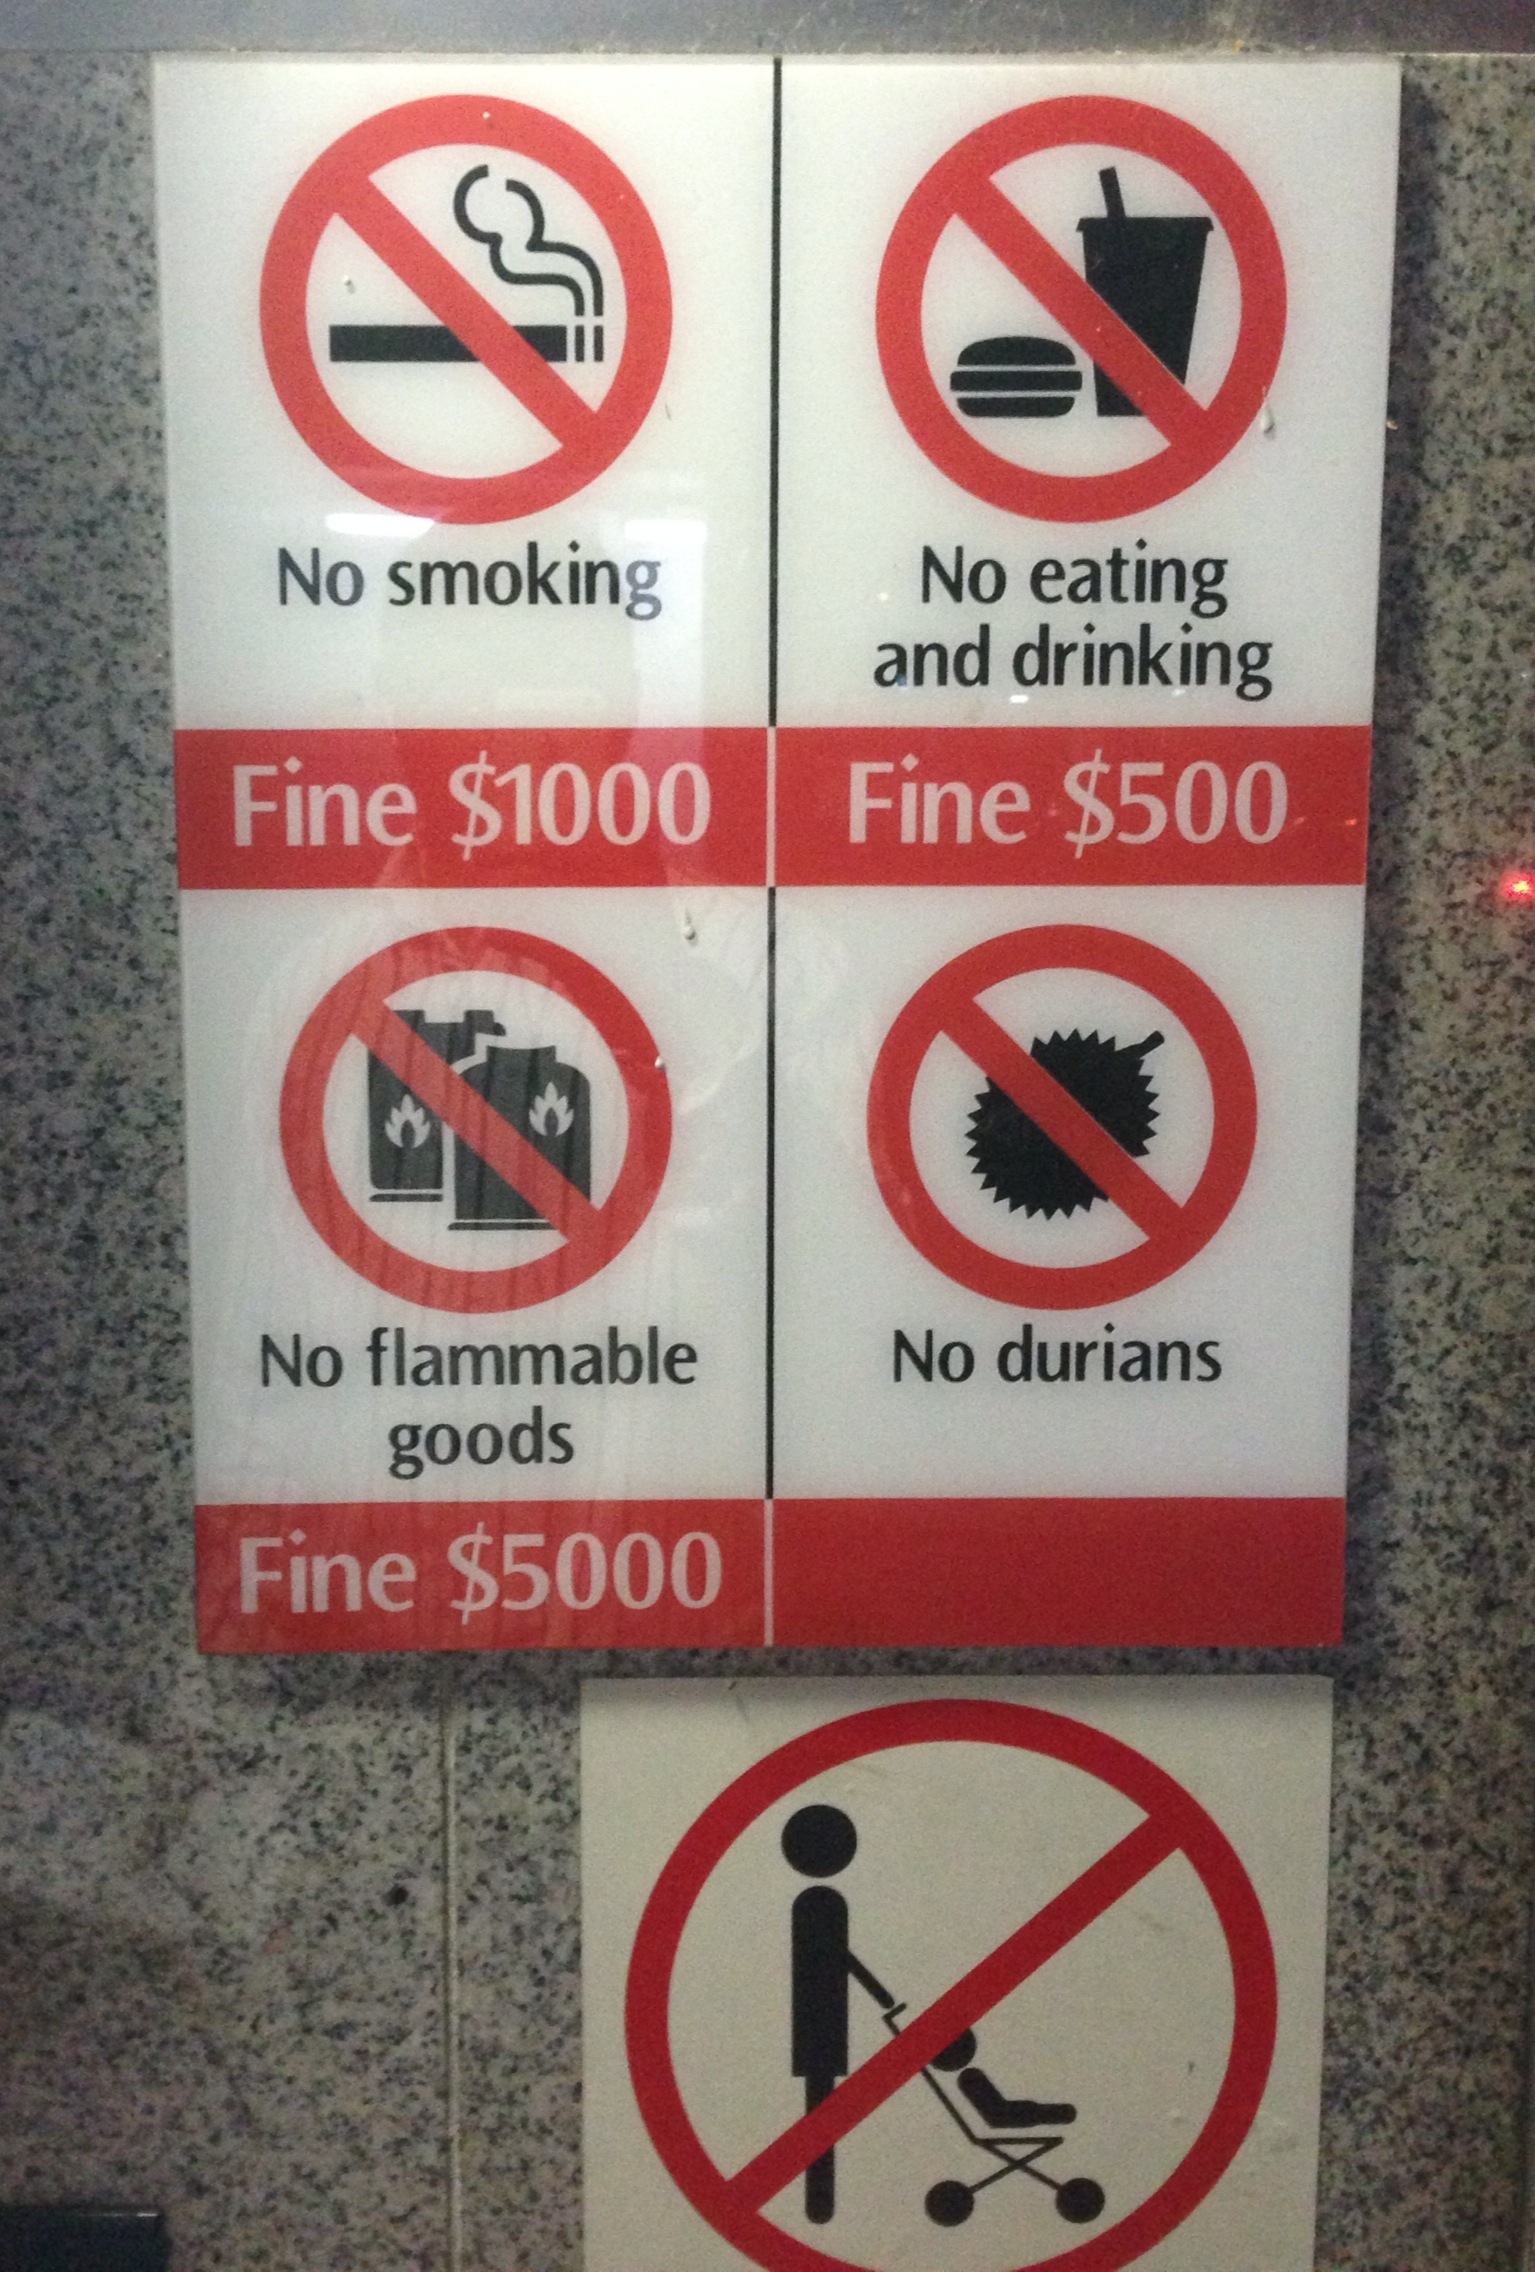 No smoking
No eating
and drinking
Fine $1000
Fine $500
No flammable
goods
No durians
Fine $5000